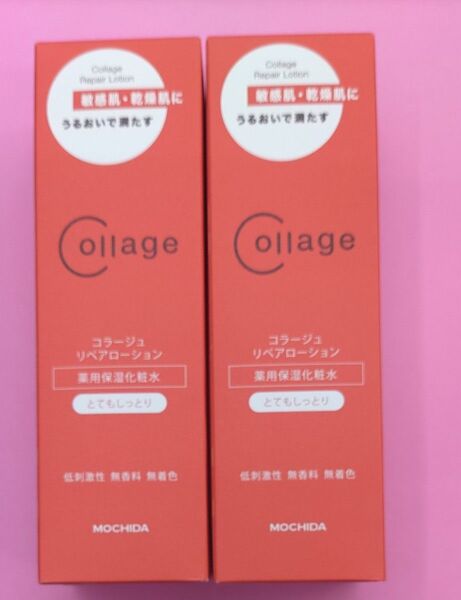 Collage
Repair Lotion
敏感肌・乾燥肌に
うるおいで満たす
Collage
コラージュ
リペアローション
薬用保湿化粧水
とてもしっとり
低刺激性 無香料 無着色
MOCHIDA
Collage
Repair Lotion
敏感肌・乾燥肌に
うるおいで満たす
Collage
コラージュ
リペアローション
薬用保湿化粧水
とてもしっとり
低刺激性 無香料 無着色
MOCHIDA